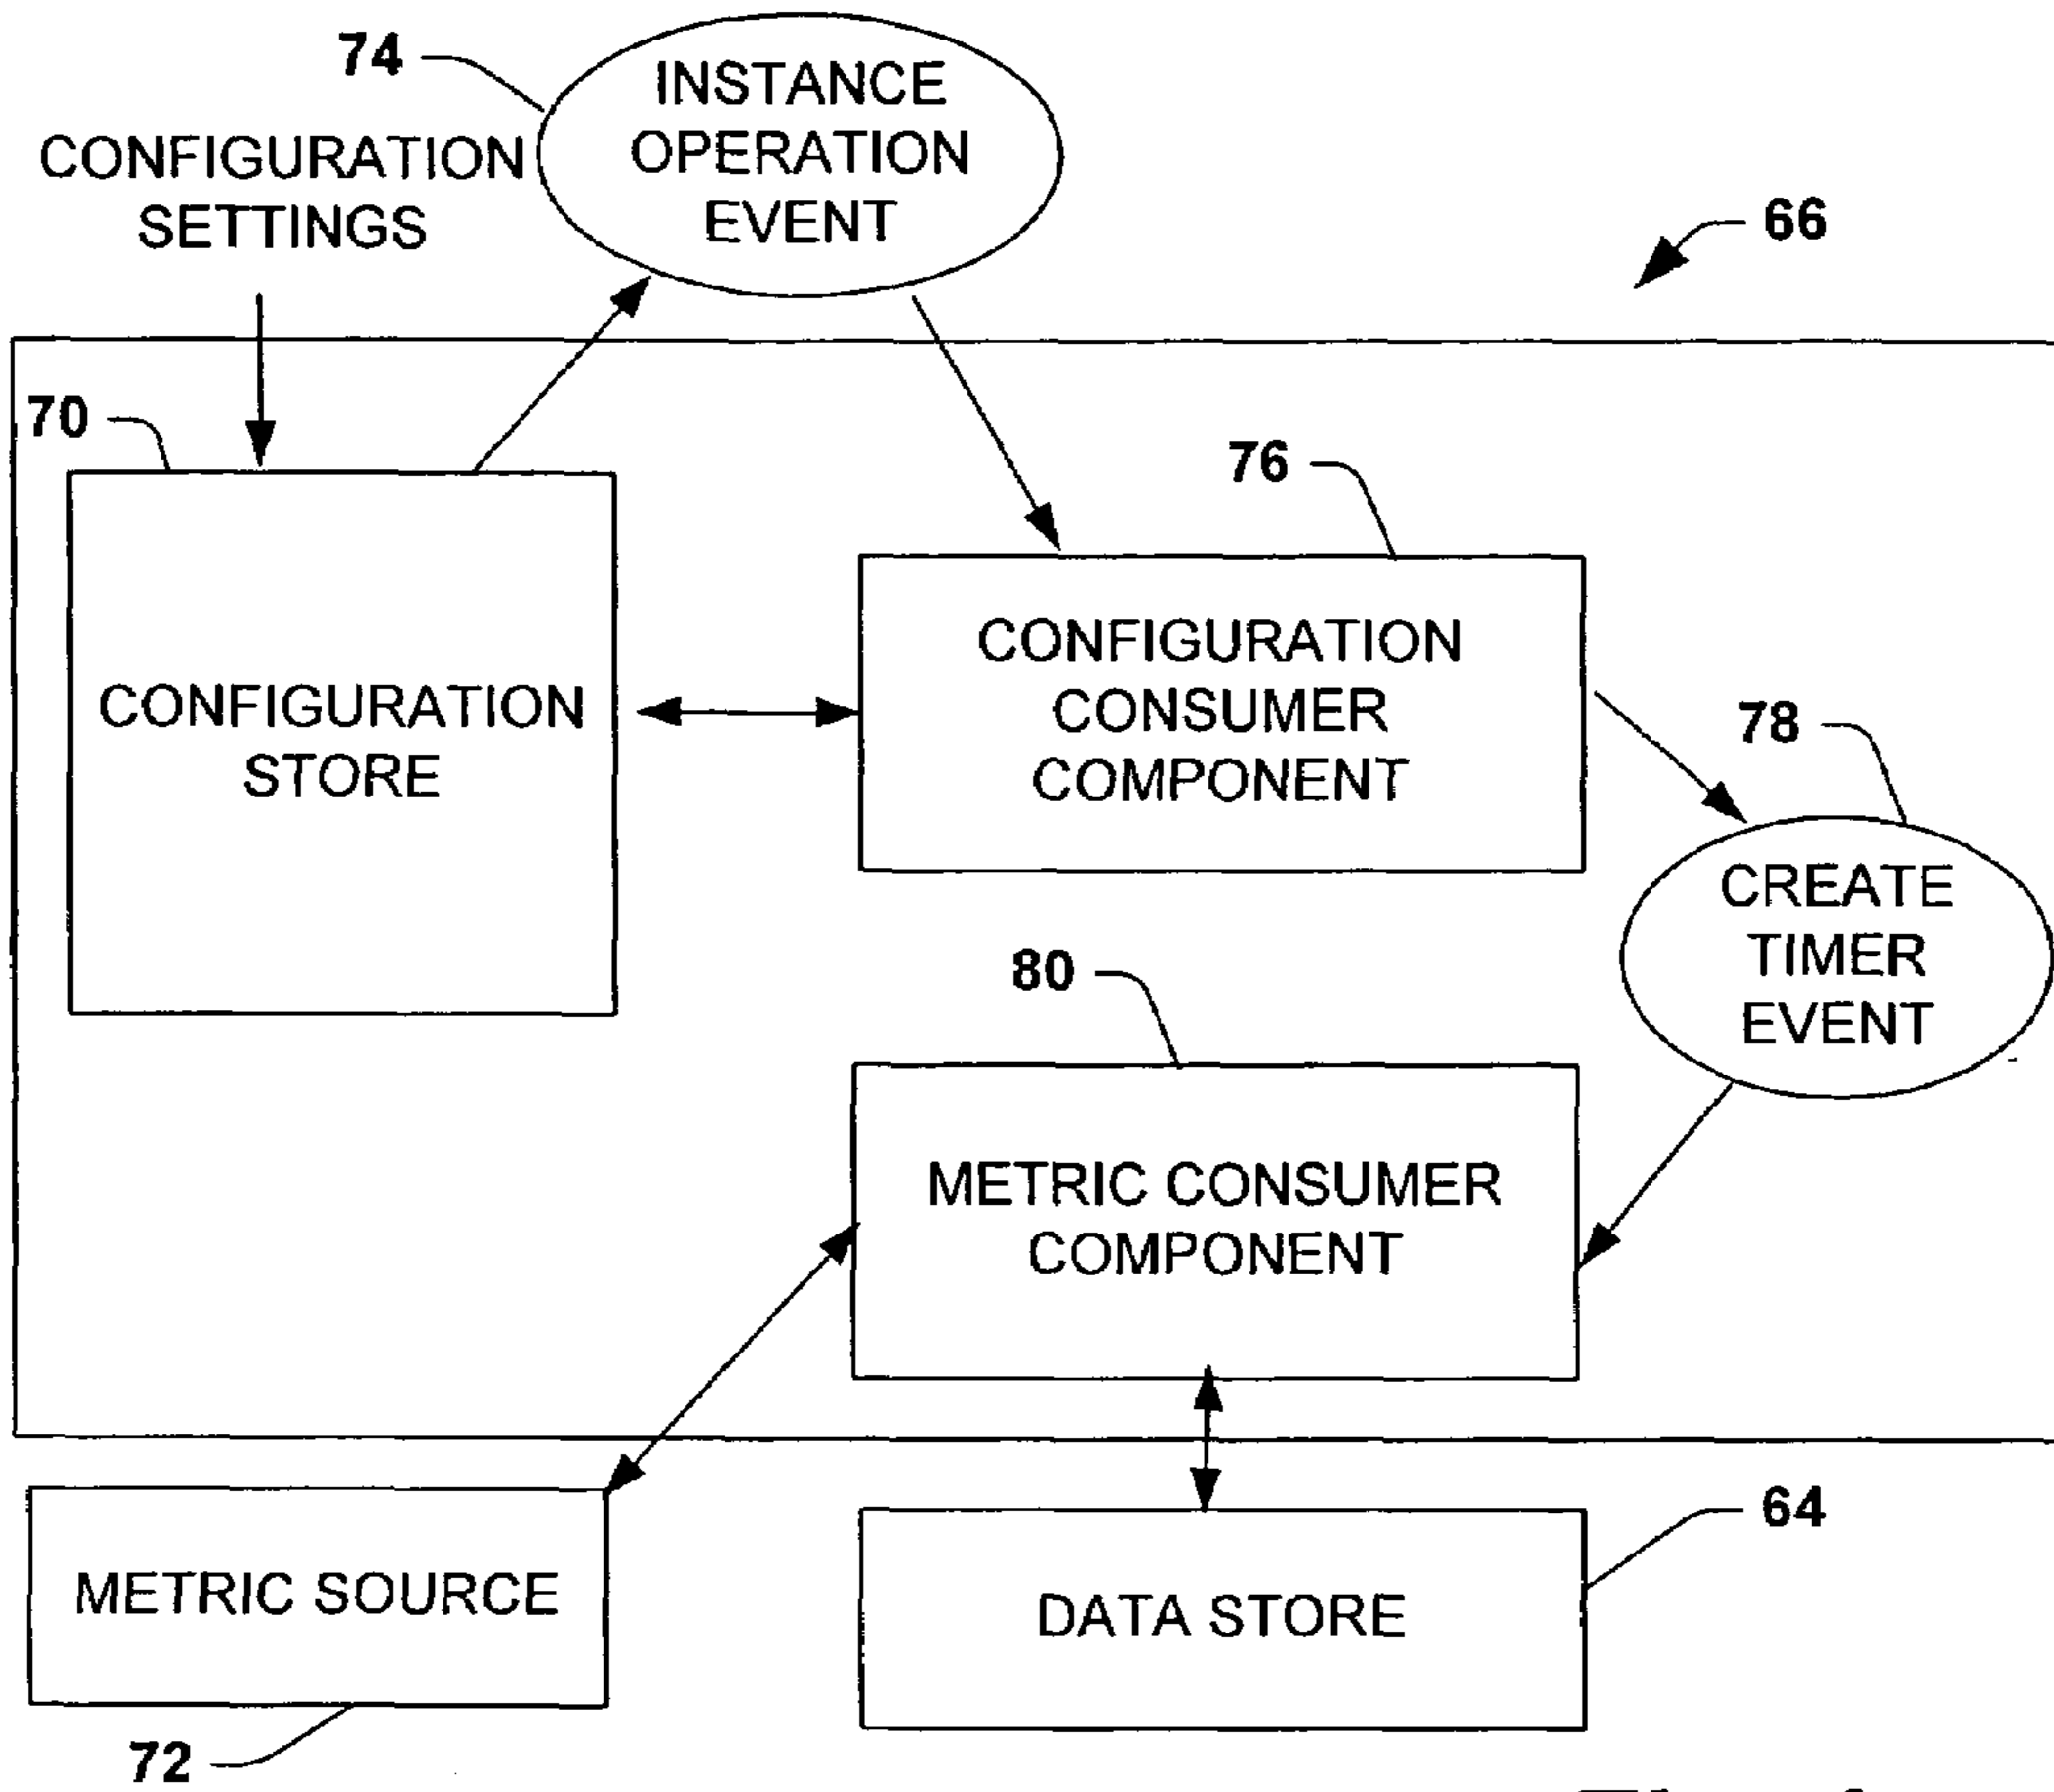 74
INSTANCE
OPERATION
EVENT
CONFIGURATION
SETTINGS
66
70
76
CONFIGURATION
CONSUMER
COMPONENT
CONFIGURATION
STORE
78
CREATE
TIMER
EVENT
80
METRIC CONSUMER
COMPONENT
64
METRIC SOURCE
DATA STORE
72